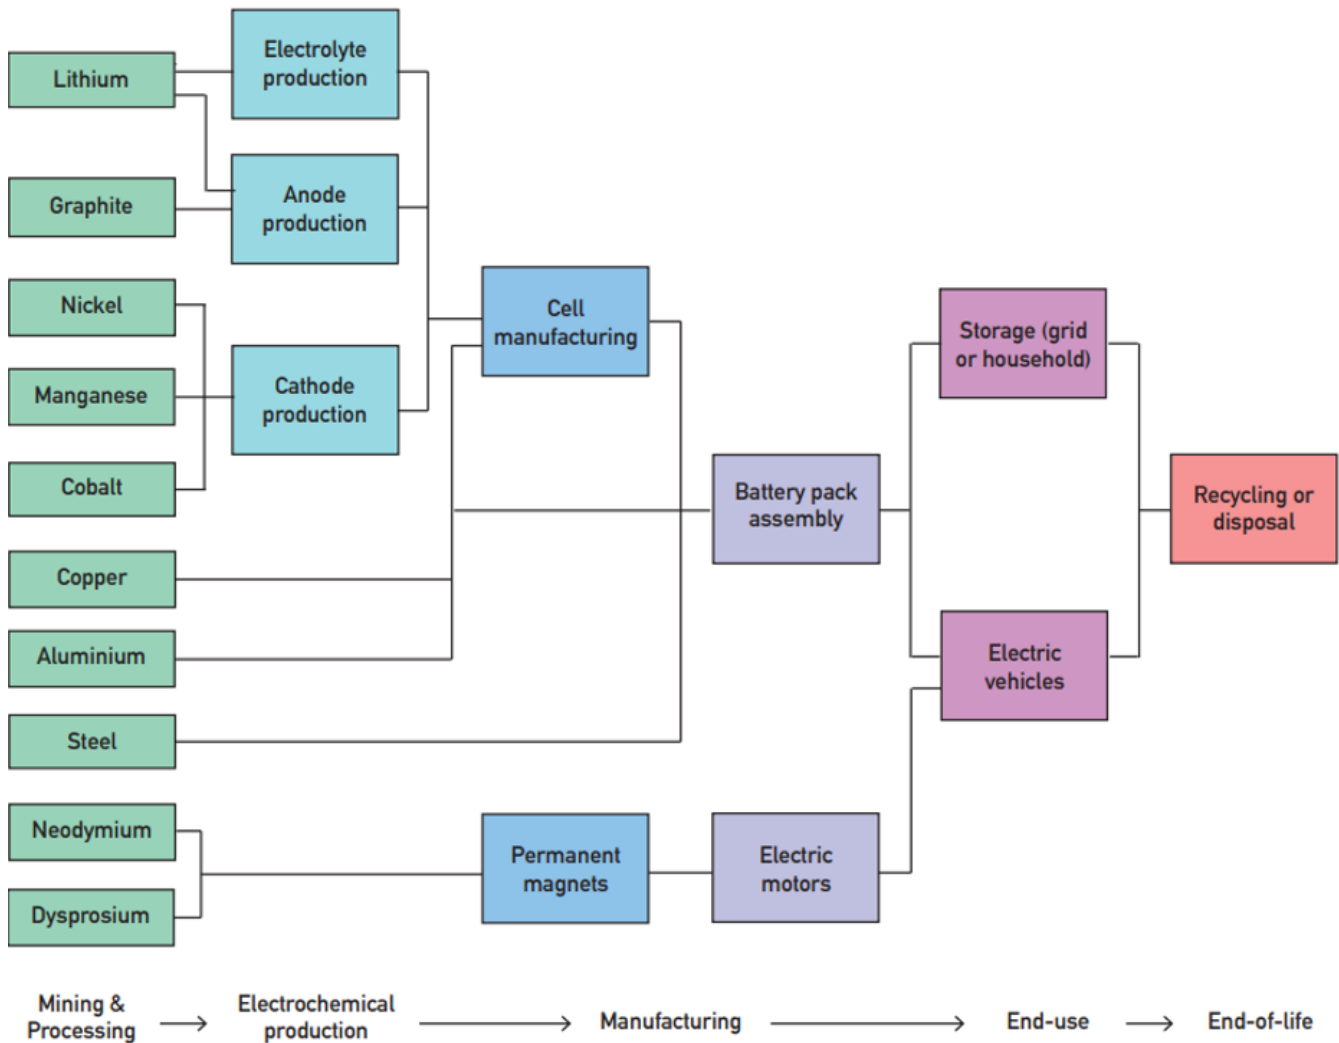 Lithium
Graphite
Nickel
Manganese
Cobalt
Copper
Aluminium
Steel
Neodymium
Dysprosium
Electrolyte
production
Anode
production
Cathode
production
Cell
manufacturing
Permanent
magnets
Battery pack
assembly
Electric
motors
Storage (grid
or household)
Electric
vehicles
Recycling or
disposal
Mining &
Processing
Electrochemical
production
Manufacturing
End-use
End-of-life